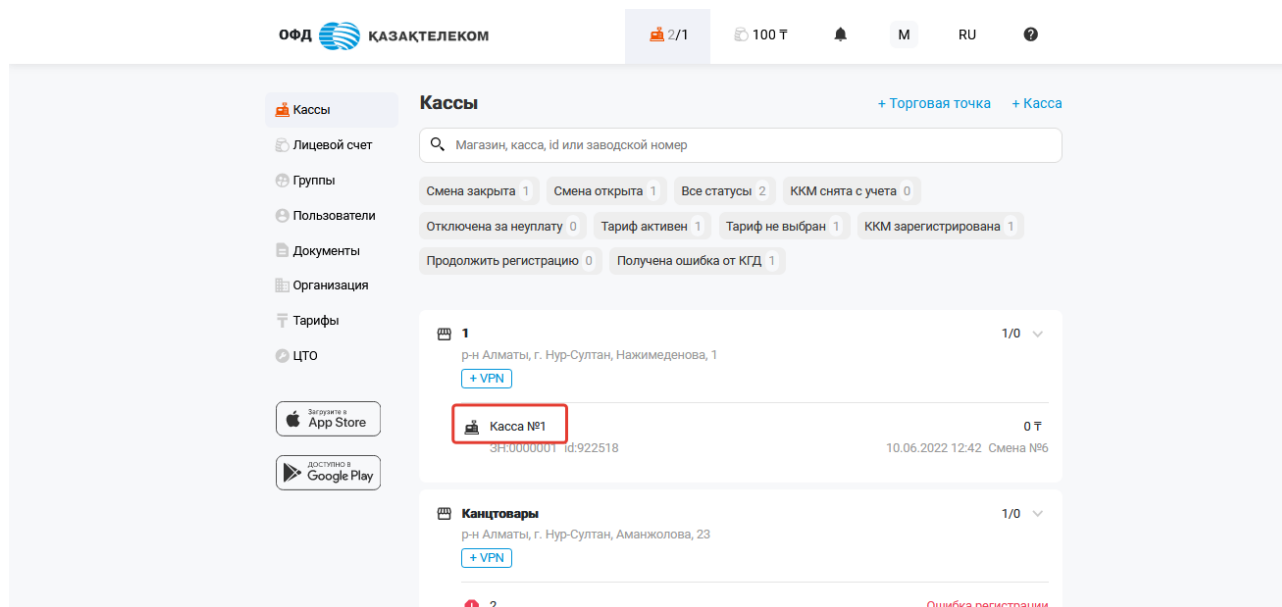 ОФД ҚАЗАҚТЕЛЕКОМ 2/1 100 ₸ M RU ?
Кассы
Лицевой счет
Группы
Пользователи
Документы
Организация
Тарифы
ЦТО
Загрузите в
App Store
ДОСТУПНО В
Google Play
Кассы + Торговая точка + Касса
Магазин, касса, id или заводской номер
Смена закрыта 1 Смена открыта 1 Все статусы 2 ККМ снята с учета 0
Отключена за неуплату 0 Тариф активен 1 Тариф не выбран 1 ККМ зарегистрирована 1
Продолжить регистрацию 0 Получена ошибка от КГД 1
1 1/0
р-н Алматы, г. Нур-Султан, Нажимеденова, 1
+ VPN
Касса №1 0 ₸
ЗН:0000001 id:922518 10.06.2022 12:42 Смена №6
Канцтовары 1/0
р-н Алматы, г. Нур-Султан, Аманжолова, 23
+ VPN
2 Ошибка регистрации